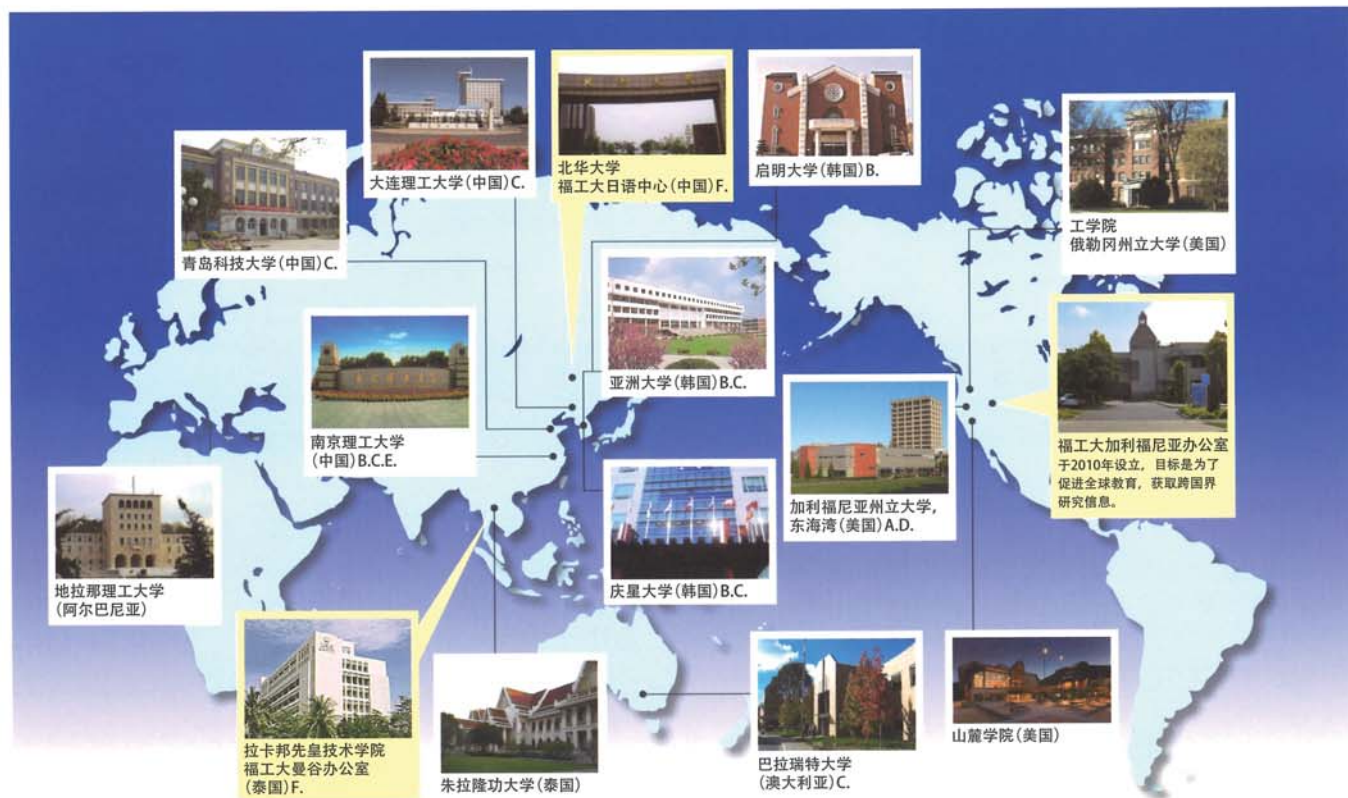 大连理工大学(中国)C.
北华大学
福工大日语中心(中国)F.
启明大学(韩国)B.
工学院
俄勒冈州立大学(美国)
青岛科技大学(中国)C.
亚洲大学(韩国)B.C.
南京理工大学
(中国)B.C.E.
加利福尼亚州立大学,
东海湾(美国)A.D.
福工大加利福尼亚办公室
于2010年设立，目标是为了
促进全球教育，获取跨国界
研究信息。
地拉那理工大学
(阿尔巴尼亚)
庆星大学(韩国)B.C.
拉卡邦先皇技术学院
福工大曼谷办公室
(泰国)F.
朱拉隆功大学(泰国)
巴拉瑞特大学
(澳大利亚)C.
山麓学院(美国)